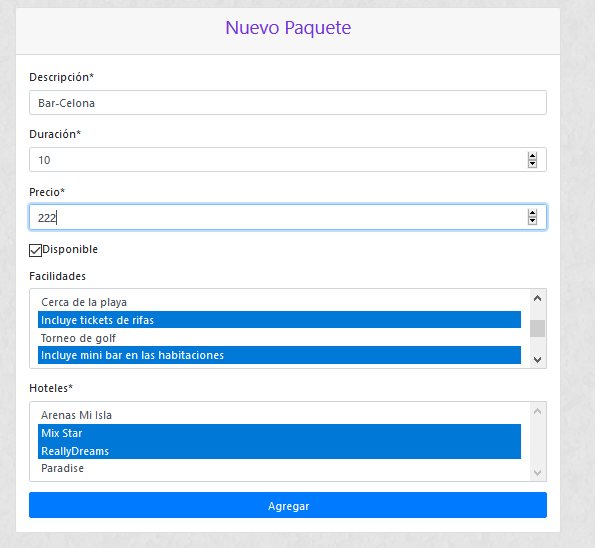 Nuevo Paquete
Descripción*
Bar-Celona
Duración*
10
Precio*
222
Disponible
Facilidades
Cerca de la playa
Incluye tickets de rifas
Torneo de golf
Incluye mini bar en las habitaciones
Hoteles*
Arenas Mi Isla
Mix Star
ReallyDreams
Paradise
Agregar